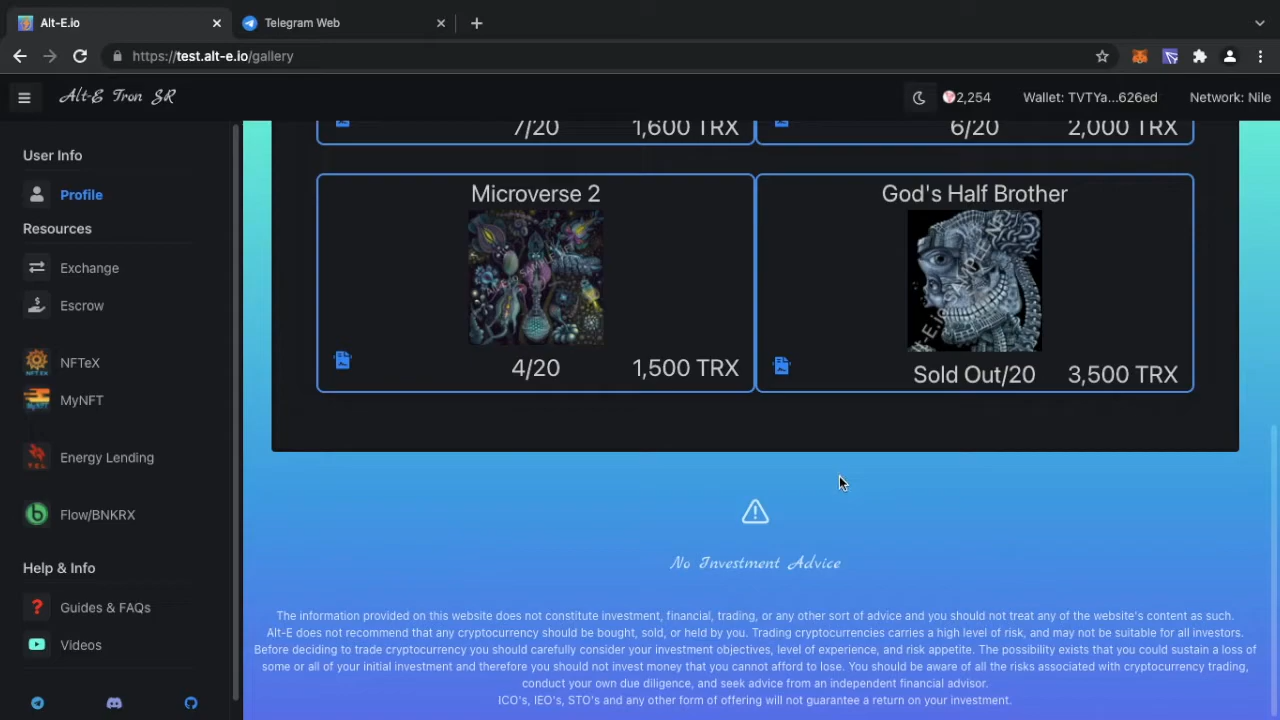 Alt-E.io
Telegram Web
https://test.alt-e.io/gallery
Alt-E Tron SR
2,254
Wallet: TVTYa...626ed
Network: Nile
User Info
Profile
Resources
Exchange
Escrow
NFTeX
MyNFT
Energy Lending
Flow/BNKRX
Help & Info
Guides & FAQs
Videos
7/20 1,600 TRX
6/20 2,000 TRX
Microverse 2
4/20 1,500 TRX
God's Half Brother
Sold Out/20 3,500 TRX
No Investment Advice
The information provided on this website does not constitute investment, financial, trading, or any other sort of advice and you should not treat any of the website's content as such.
Alt-E does not recommend that any cryptocurrency should be bought, sold, or held by you. Trading cryptocurrencies carries a high level of risk, and may not be suitable for all investors.
Before deciding to trade cryptocurrency you should carefully consider your investment objectives, level of experience, and risk appetite. The possibility exists that you could sustain a loss of
some or all of your initial investment and therefore you should not invest money that you cannot afford to lose. You should be aware of all the risks associated with cryptocurrency trading,
conduct your own due diligence, and seek advice from an independent financial advisor.
ICO's, IEO's, STO's and any other form of offering will not guarantee a return on your investment.